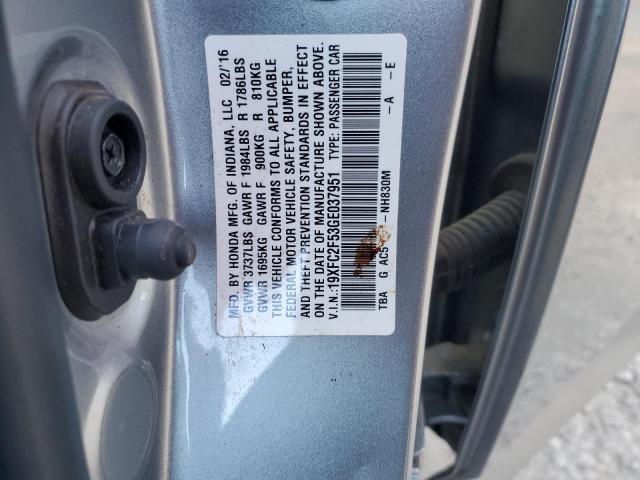 MFD. BY HONDA MFG. OF INDIANA, LLC 02/'16
GVWR 3737LBS GAWR F 1984LBS R 1786LBS
GVWR 1695KG GAWR F 900KG R 810KG
THIS VEHICLE CONFORMS TO ALL APPLICABLE
FEDERAL MOTOR VEHICLE SAFETY, BUMPER,
AND THEFT PREVENTION STANDARDS IN EFFECT
ON THE DATE OF MANUFACTURE SHOWN ABOVE.
V.I.N.:19XFC2F53GE037951 TYPE: PASSENGER CAR
TBA G AC5 -NH830M -A -E